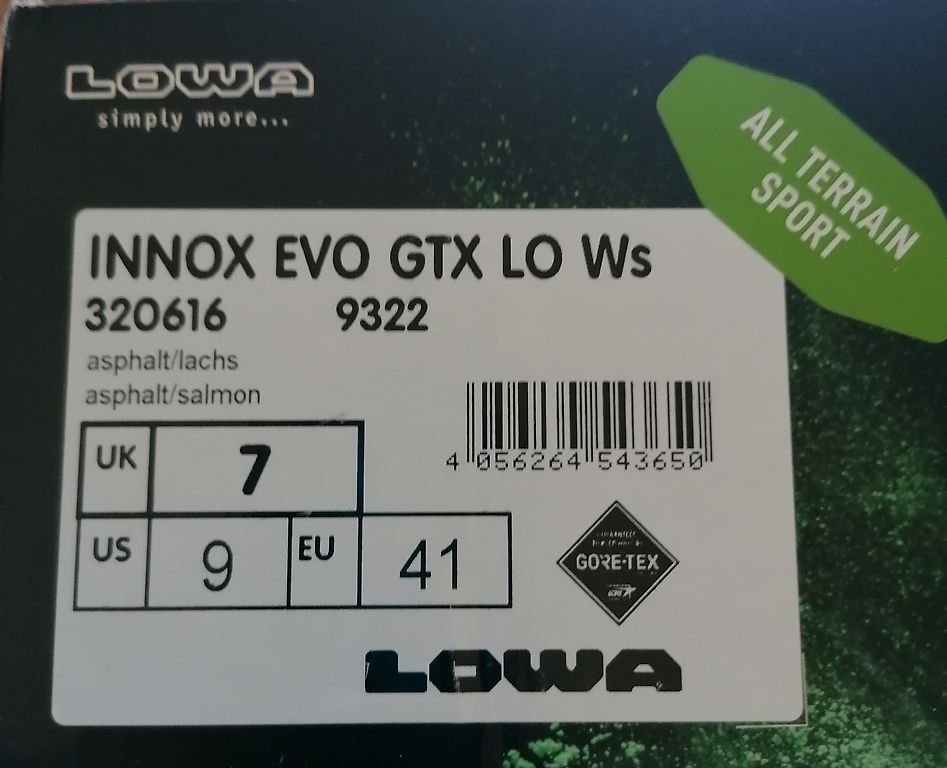 LOWA
simply more...
ALL TERRAIN
SPORT
INNOX EVO GTX LO Ws
320616 9322
asphalt/lachs
asphalt/salmon
UK 7
4 056264 543650
US 9 EU 41
GUARANTEED
GORE-TEX
LOWA